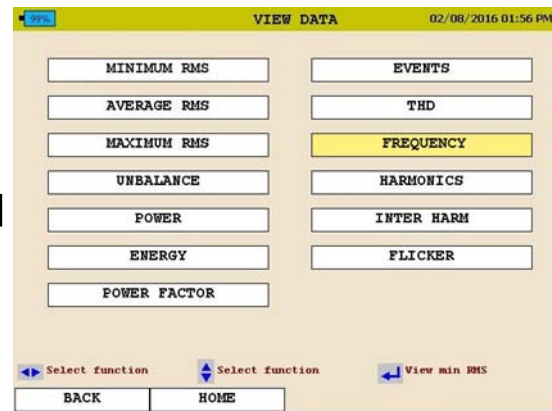 99% VIEW DATA 02/08/2016 01:56 PM
MINIMUM RMS EVENTS
AVERAGE RMS THD
MAXIMUM RMS FREQUENCY
UNBALANCE HARMONICS
POWER INTER HARM
ENERGY FLICKER
POWER FACTOR
Select function Select function View min RMS
BACK HOME